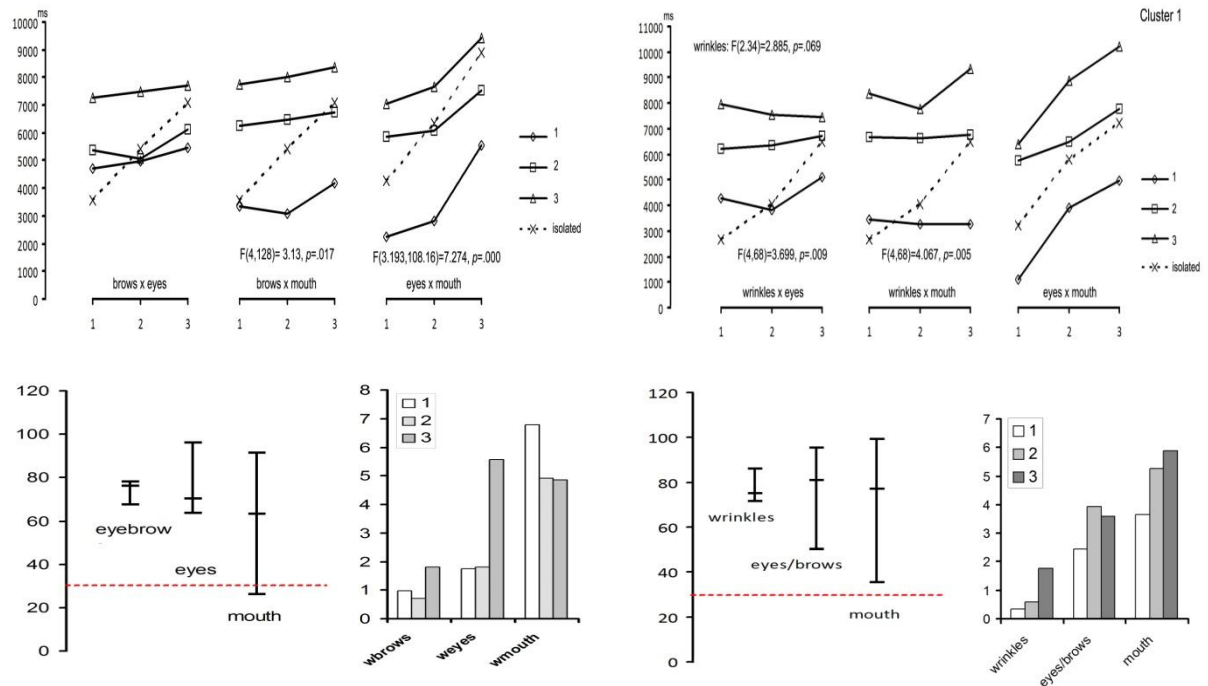 ms
10000
9000
8000
7000
6000
5000
4000
3000
2000
1000
0
F(4,128)= 3.13, p=.017
F(3.193,108.16)=7.274, p=.000
brows x eyes
brows x mouth
eyes x mouth
1 2 3
1 2 3
1 2 3
1
2
3
isolated
Cluster 1
ms
11000
10000
9000
8000
7000
6000
5000
4000
3000
2000
1000
0
wrinkles: F(2.34)=2.885, p=.069
F(4,68)=3.699, p=.009
F(4,68)=4.067, p=.005
wrinkles x eyes
wrinkles x mouth
eyes x mouth
1 2 3
1 2 3
1 2 3
1
2
3
isolated
120
100
80
60
40
20
0
eyebrow
eyes
mouth
8
7
6
5
4
3
2
1
0
1
2
3
wbrows
weyes
wmouth
120
100
80
60
40
20
0
wrinkles
eyes/brows
mouth
7
6
5
4
3
2
1
0
1
2
3
wrinkles
eyes/brows
mouth